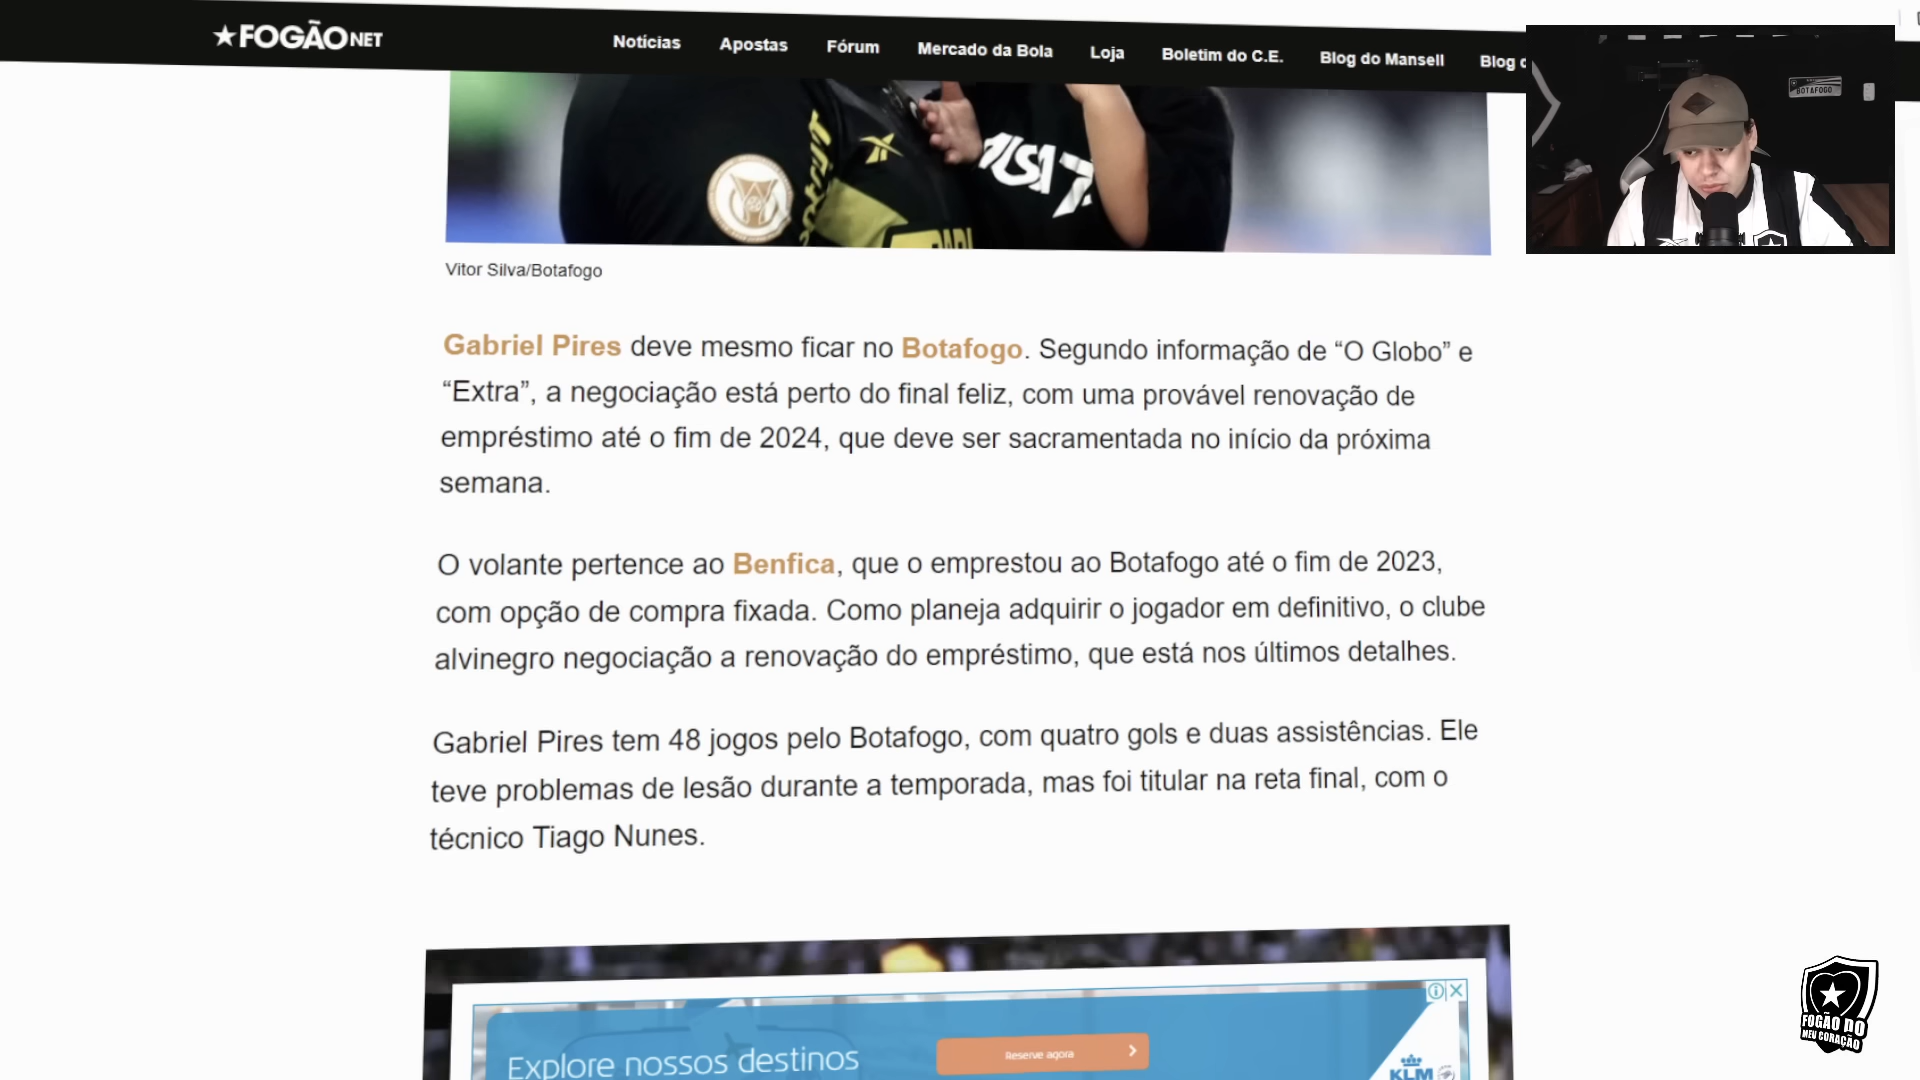 ★FOGÃONET
Notícias Apostas Fórum Mercado da Bola Loja Boletim do C.E. Blog do Mansell Blog
BOTAFOGO
Vitor Silva/Botafogo
Gabriel Pires deve mesmo ficar no Botafogo. Segundo informação de “O Globo” e
“Extra”, a negociação está perto do final feliz, com uma provável renovação de
empréstimo até o fim de 2024, que deve ser sacramentada no início da próxima
semana.
O volante pertence ao Benfica, que o emprestou ao Botafogo até o fim de 2023,
com opção de compra fixada. Como planeja adquirir o jogador em definitivo, o clube
alvinegro negociação a renovação do empréstimo, que está nos últimos detalhes.
Gabriel Pires tem 48 jogos pelo Botafogo, com quatro gols e duas assistências. Ele
teve problemas de lesão durante a temporada, mas foi titular na reta final, com o
técnico Tiago Nunes.
Explore nossos destinos
Reserve agora
KLM
FOGÃO NO
MEU CORAÇÃO